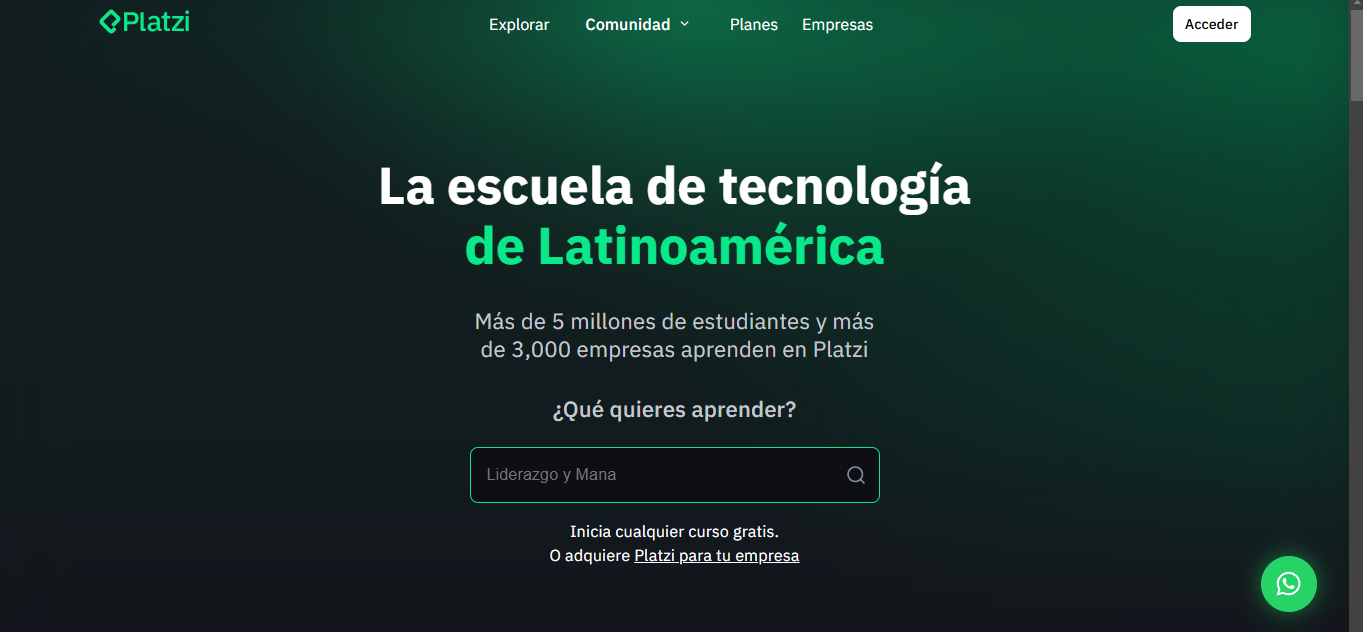 Platzi
Explorar
Comunidad
Planes
Empresas
Acceder
La escuela de tecnología
de Latinoamérica
Más de 5 millones de estudiantes y más
de 3,000 empresas aprenden en Platzi
¿Qué quieres aprender?
Liderazgo y Mana
Inicia cualquier curso gratis.
O adquiere Platzi para tu empresa